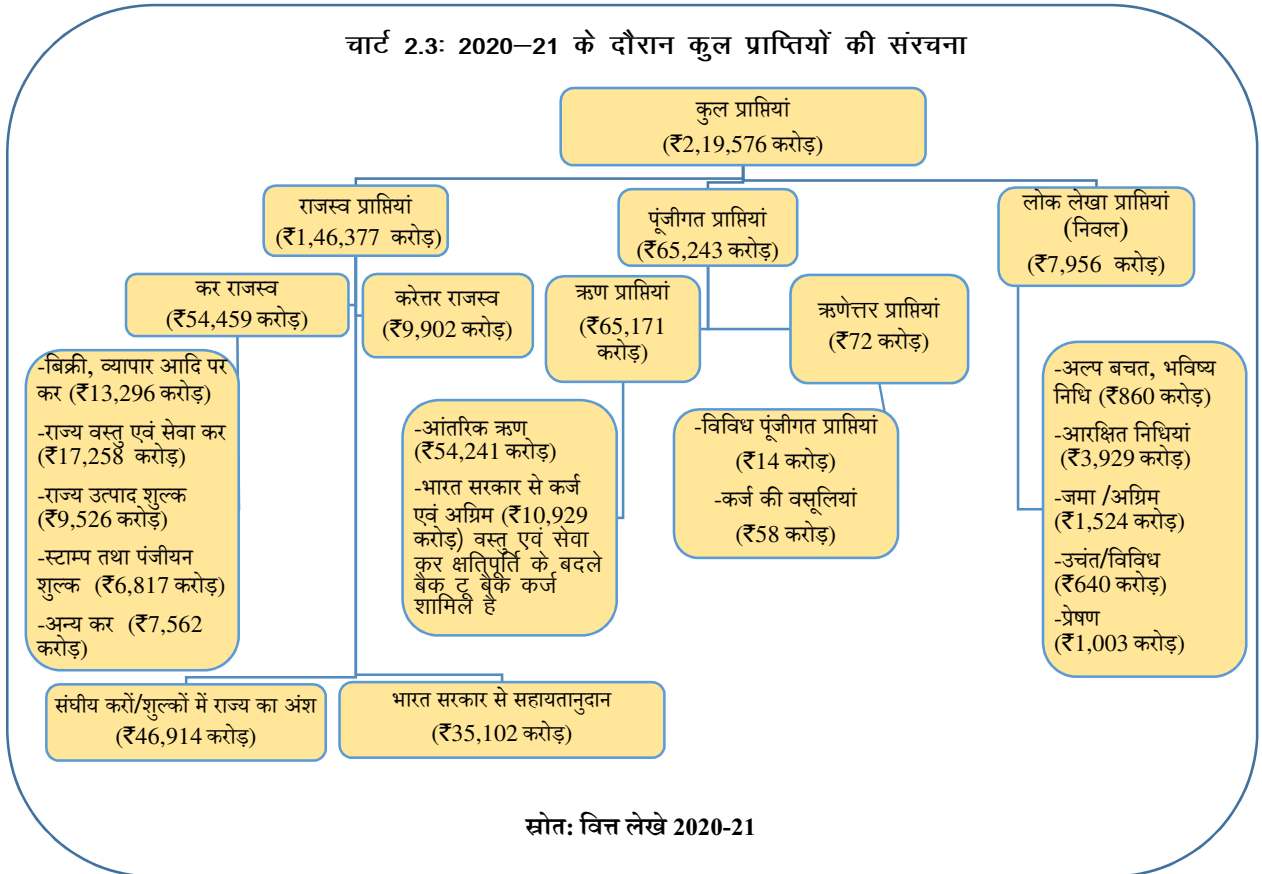 चार्ट 2.3: 2020–21 के दौरान कुल प्राप्तियों की संरचना
कुल प्राप्तियां
(₹2,19,576 करोड़)
राजस्व प्राप्तियां
(₹1,46,377 करोड़)
पूंजीगत प्राप्तियां
(₹65,243 करोड़)
लोक लेखा प्राप्तियां
(निवल)
(₹7,956 करोड़)
कर राजस्व
(₹54,459 करोड़)
करेत्तर राजस्व
(₹9,902 करोड़)
ऋण प्राप्तियां
(₹65,171
करोड़)
ऋणेत्तर प्राप्तियां
(₹72 करोड़)
-बिक्री, व्यापार आदि पर
कर (₹13,296 करोड़)
-राज्य वस्तु एवं सेवा कर
(₹17,258 करोड़)
-राज्य उत्पाद शुल्क
(₹9,526 करोड़)
-स्टाम्प तथा पंजीयन
शुल्क (₹6,817 करोड़)
-अन्य कर (₹7,562
करोड़)
-आंतरिक ऋण
(₹54,241 करोड़)
-भारत सरकार से कर्ज
एवं अग्रिम (₹10,929
करोड़) वस्तु एवं सेवा
कर क्षतिपूर्ति के बदले
बैक टू बैक कर्ज
शामिल है
-विविध पूंजीगत प्राप्तियां
(₹14 करोड़)
-कर्ज की वसूलियां
(₹58 करोड़)
-अल्प बचत, भविष्य
निधि (₹860 करोड़)
-आरक्षित निधियां
(₹3,929 करोड़)
-जमा /अग्रिम
(₹1,524 करोड़)
-उचंत/विविध
(₹640 करोड़)
-प्रेषण
(₹1,003 करोड़)
संघीय करों/शुल्कों में राज्य का अंश
(₹46,914 करोड़)
भारत सरकार से सहायतानुदान
(₹35,102 करोड़)
स्रोत: वित्त लेखे 2020-21